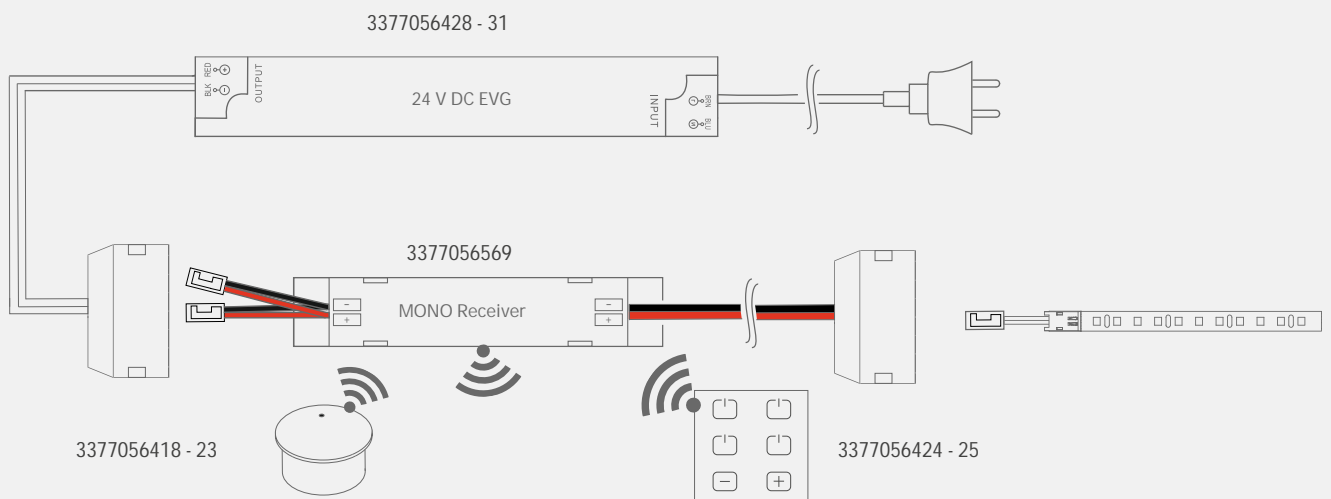 3377056428 - 31
RED
+
BLK
-
OUTPUT
24 V DC EVG
INPUT
BRN
BLU
3377056569
-
+
MONO Receiver
-
+
3377056418 - 23
3377056424 - 25
- +